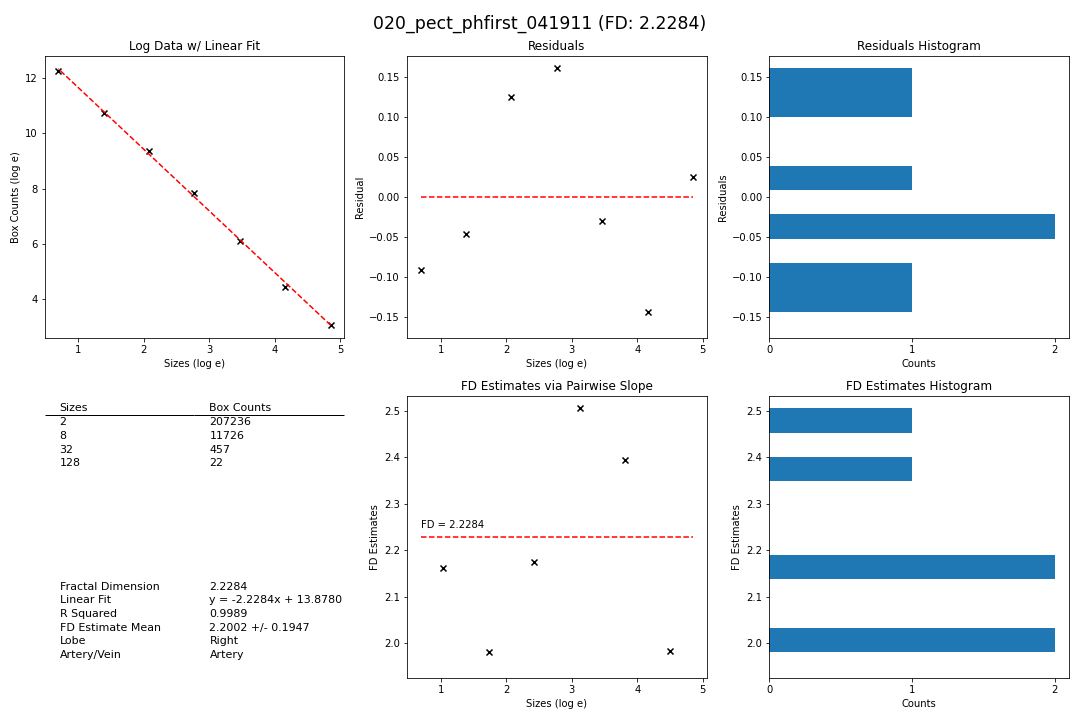 020_pect_phfirst_041911 (FD: 2.2284)
Log Data w/ Linear Fit
12
10
8
6
4
Box Counts (log e)
1 2 3 4 5
Sizes (log e)
Residuals
0.15
0.10
0.05
0.00
−0.05
−0.10
−0.15
Residual
1 2 3 4 5
Sizes (log e)
Residuals Histogram
0.15
0.10
0.05
0.00
−0.05
−0.10
−0.15
Residuals
0 1 2
Counts
Sizes Box Counts
2 207236
8 11726
32 457
128 22
Fractal Dimension 2.2284
Linear Fit y = -2.2284x + 13.8780
R Squared 0.9989
FD Estimate Mean 2.2002 +/- 0.1947
Lobe Right
Artery/Vein Artery
FD Estimates via Pairwise Slope
2.5
2.4
2.3
2.2
2.1
2.0
FD Estimates
FD = 2.2284
1 2 3 4 5
Sizes (log e)
FD Estimates Histogram
2.5
2.4
2.3
2.2
2.1
2.0
FD Estimates
0 1 2
Counts